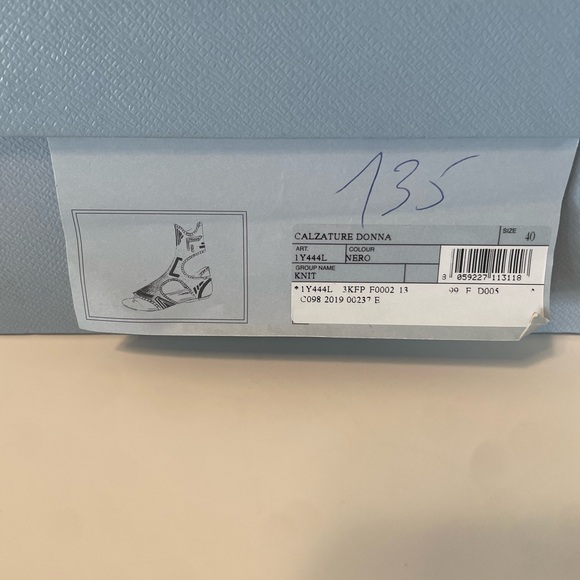 135
CALZATURE DONNA SIZE 40
ART. COLOUR
1Y444L NERO
GROUP NAME
KNIT
8 059227 113118
*1Y444L 3KFP F0002 13 99 F D005 *
C098 2019 00237 E